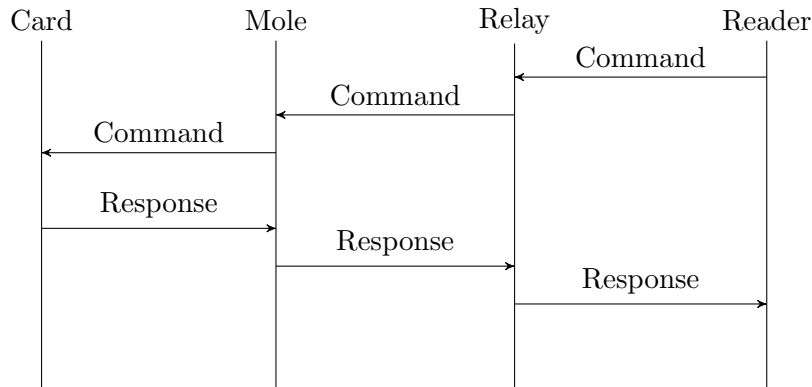 Card Mole Relay Reader
Command
Command
Command
Response
Response
Response